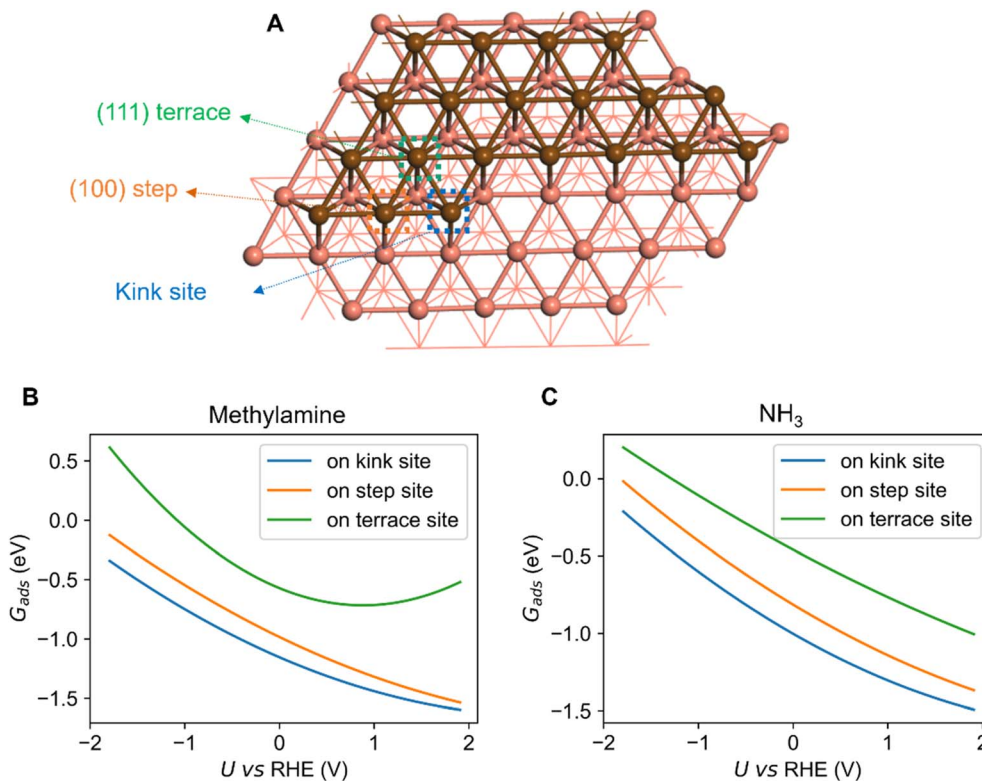 A
(111) terrace
(100) step
Kink site
B
Methylamine
on kink site
on step site
on terrace site
0.5
0.0
−0.5
−1.0
−1.5
G_ads (eV)
−2
−1
0
1
2
U vs RHE (V)
C
NH₃
on kink site
on step site
on terrace site
0.0
−0.5
−1.0
−1.5
G_ads (eV)
−2
−1
0
1
2
U vs RHE (V)